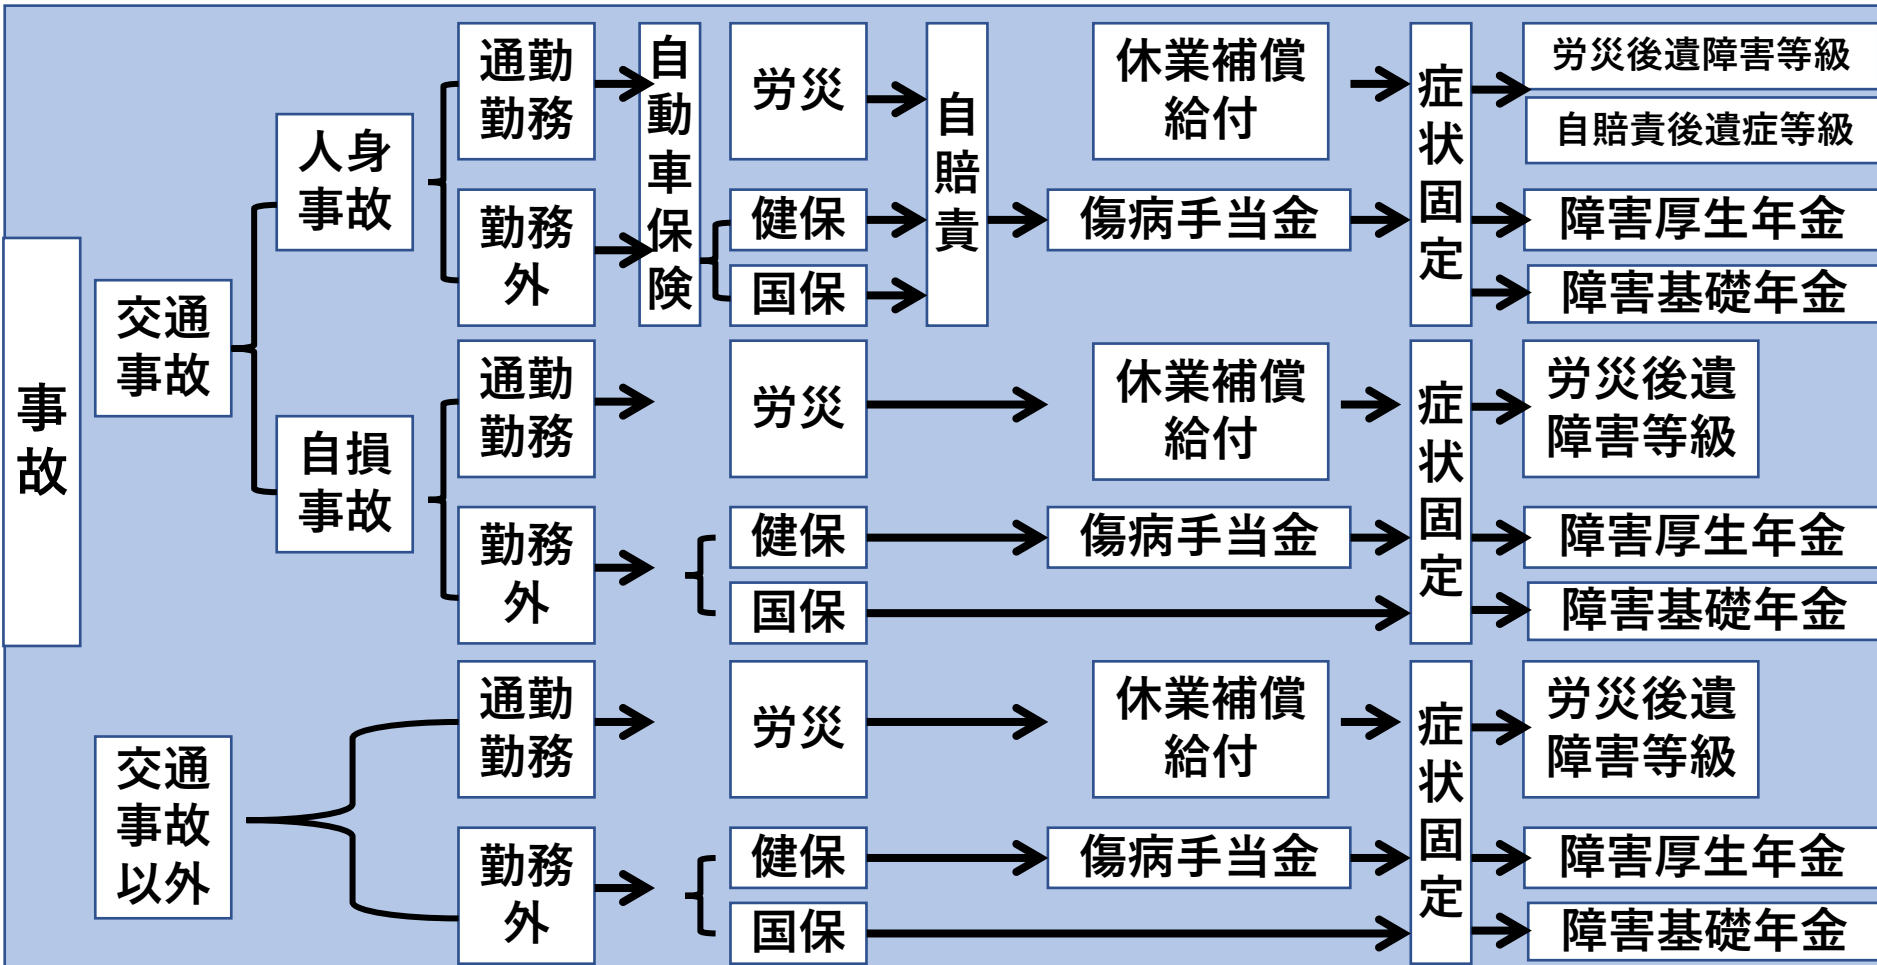 事故
交通
事故
人身
事故
通勤
勤務
勤務
外
自動車保険
労災
健保
国保
自賠責
休業補償
給付
傷病手当金
症状固定
労災後遺障害等級
自賠責後遺症等級
障害厚生年金
障害基礎年金
自損
事故
通勤
勤務
勤務
外
労災
健保
国保
休業補償
給付
傷病手当金
症状固定
労災後遺
障害等級
障害厚生年金
障害基礎年金
交通
事故
以外
通勤
勤務
勤務
外
労災
健保
国保
休業補償
給付
傷病手当金
症状固定
労災後遺
障害等級
障害厚生年金
障害基礎年金